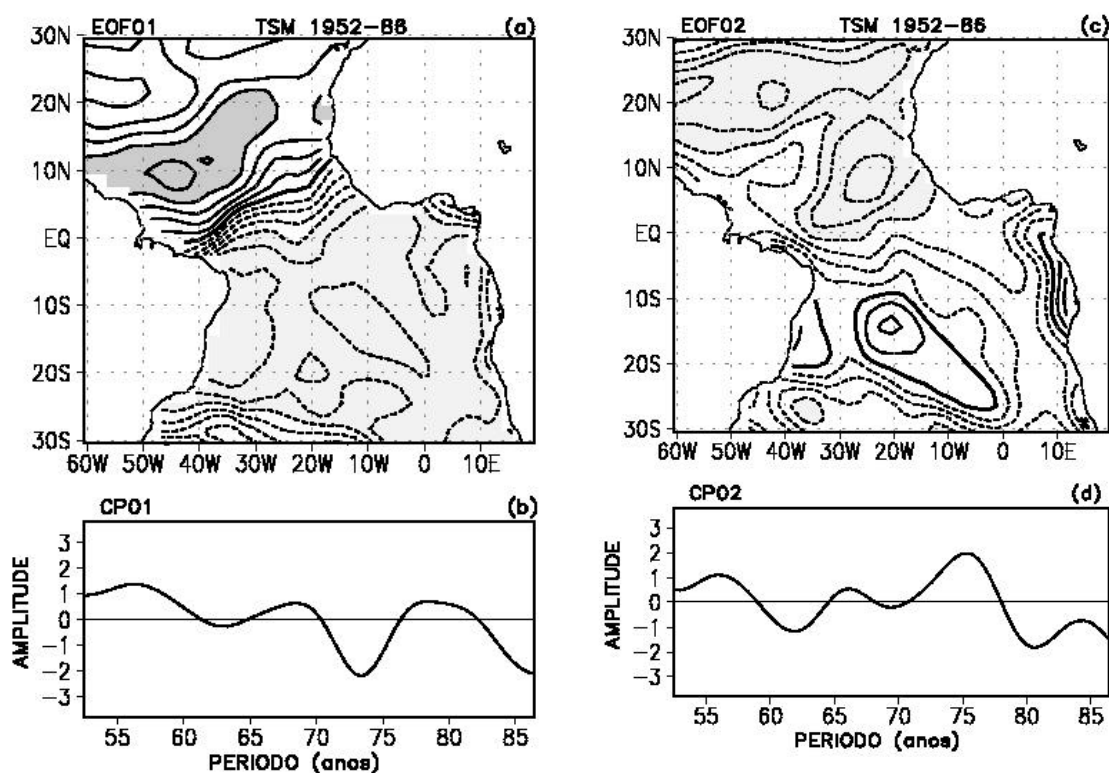 EOF01 TSM 1952-86 (a)
30N
20N
10N
EQ
10S
20S
30S
60W 50W 40W 30W 20W 10W 0 10E
EOF02 TSM 1952-86 (c)
30N
20N
10N
EQ
10S
20S
30S
60W 50W 40W 30W 20W 10W 0 10E
CP01 (b)
AMPLITUDE
3
2
1
0
-1
-2
-3
55 60 65 70 75 80 85
PERIODO (anos)
CP02 (d)
AMPLITUDE
3
2
1
0
-1
-2
-3
55 60 65 70 75 80 85
PERIODO (anos)